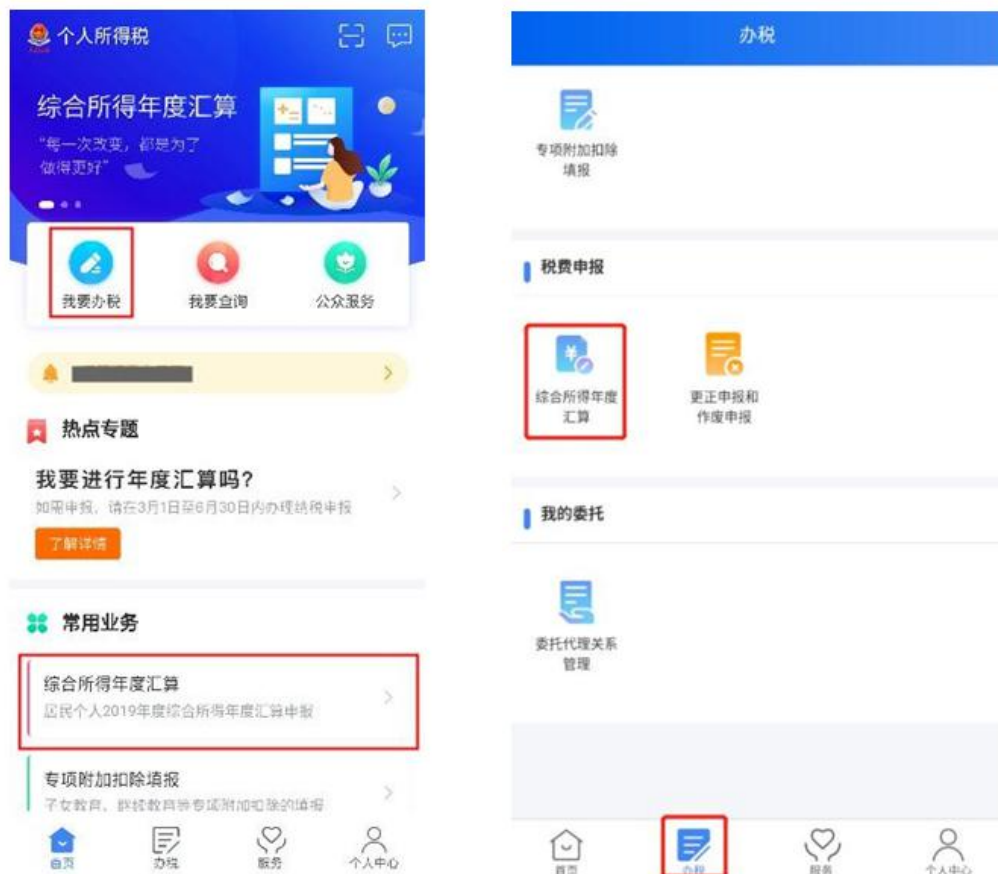 个人所得税
综合所得年度汇算
“每一次改变，都是为了
做得更好”
我要办税
我要查询
公众服务
热点专题
我要进行年度汇算吗?
如需申报，请在3月1日至6月30日内办理纳税申报
了解详情
常用业务
综合所得年度汇算
居民个人2019年度综合所得年度汇算申报
专项附加扣除填报
子女教育、继续教育等专项附加扣除的填报
首页
办税
服务
个人中心
办税
专项附加扣除
填报
税费申报
综合所得年度
汇算
更正申报和
作废申报
我的委托
委托代理关系
管理
首页
办税
服务
个人中心